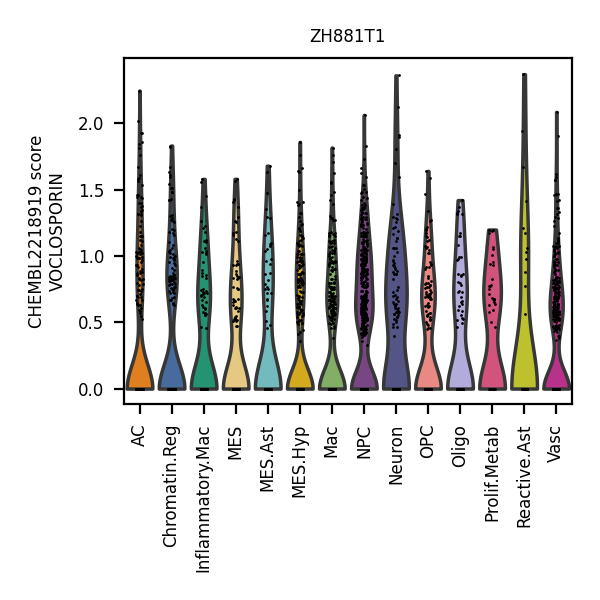 ZH881T1
CHEMBL2218919 score
VOCLOSPORIN
2.0
1.5
1.0
0.5
0.0
AC
Chromatin.Reg
Inflammatory.Mac
MES
MES.Ast
MES.Hyp
Mac
NPC
Neuron
OPC
Oligo
Prolif.Metab
Reactive.Ast
Vasc